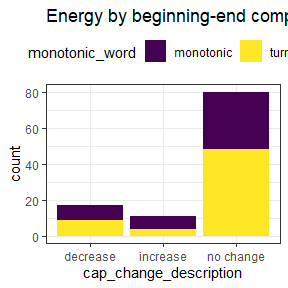 Energy by beginning-end comp
monotonic_word monotonic turn
80
60
40
20
0
count
decrease increase no change
cap_change_description